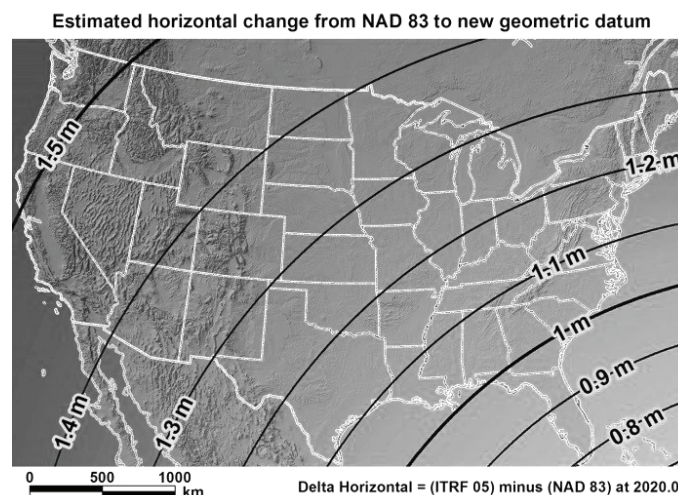 Estimated horizontal change from NAD 83 to new geometric datum
1.5 m
1.2 m
1.1 m
1 m
0.9 m
0.8 m
1.4 m
1.3 m
0 500 1000
km
Delta Horizontal = (ITRF 05) minus (NAD 83) at 2020.0